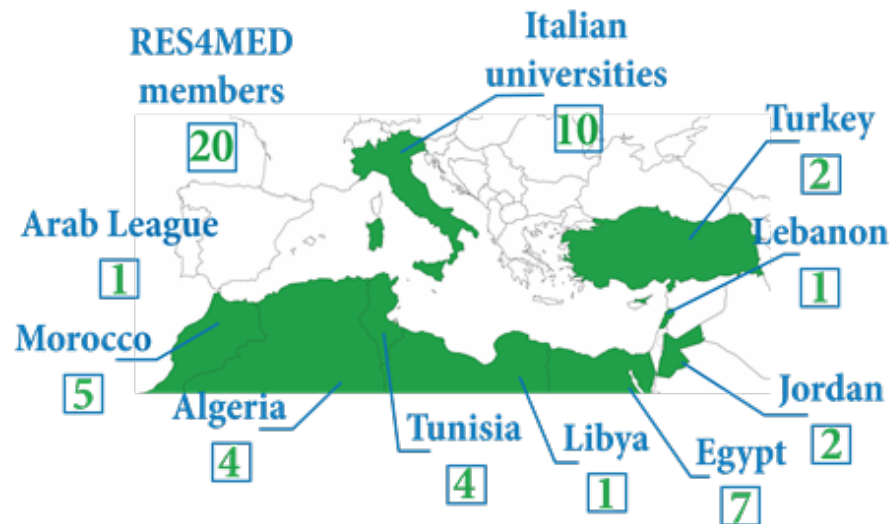 RES4MED
members
20
Italian
universities
10
Turkey
2
Arab League
1
Lebanon
1
Morocco
5
Algeria
4
Tunisia
4
Libya
1
Egypt
7
Jordan
2